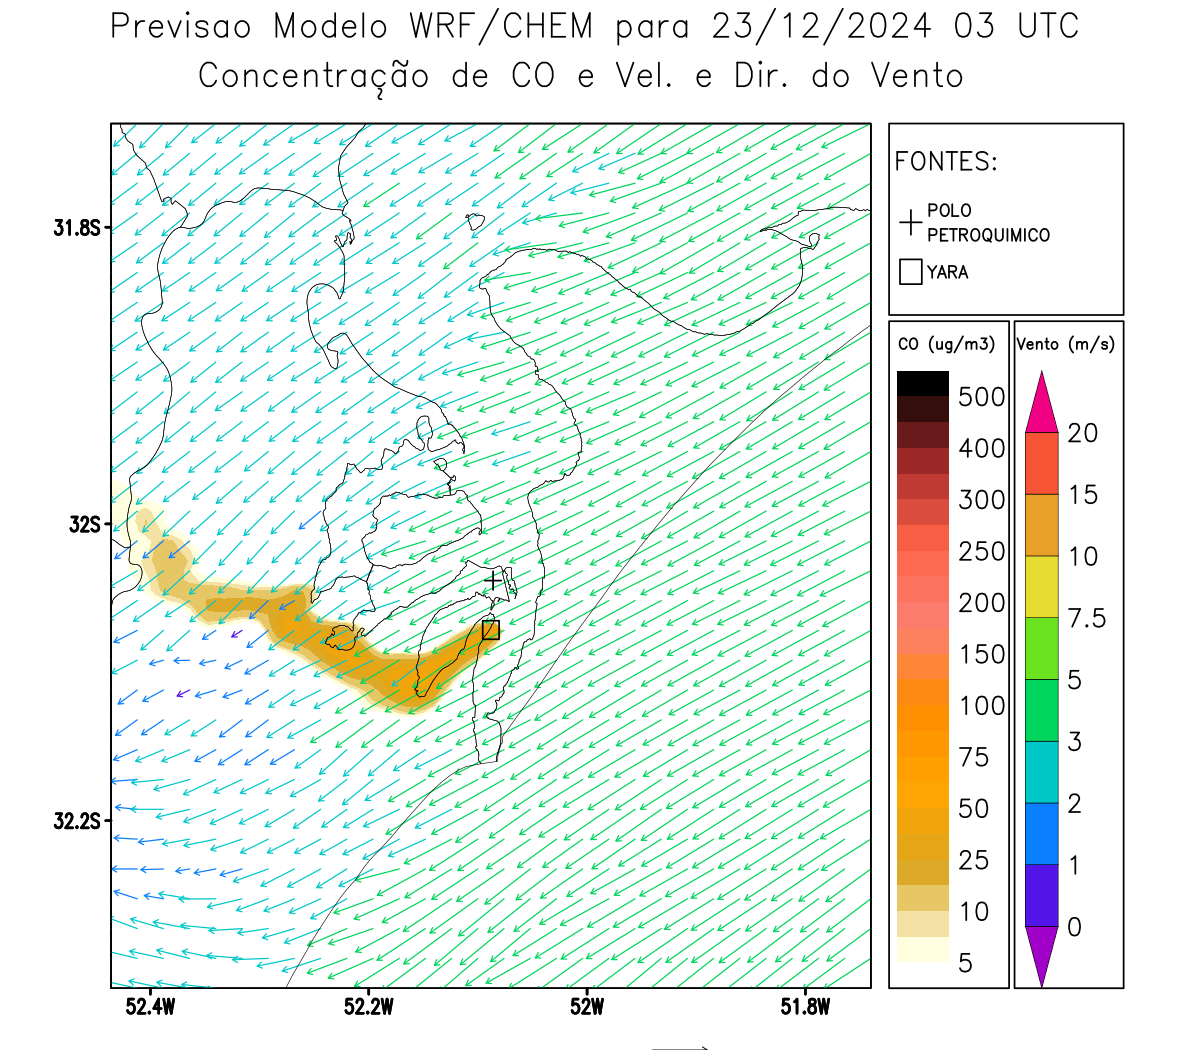 Previsao Modelo WRF/CHEM para 23/12/2024 03 UTC
Concentração de CO e Vel. e Dir. do Vento
FONTES:
POLO
PETROQUIMICO
YARA
CO (ug/m3)
500
400
300
250
200
150
100
75
50
25
10
5
Vento (m/s)
20
15
10
7.5
5
3
2
1
0
31.8S
32S
32.2S
52.4W
52.2W
52W
51.8W